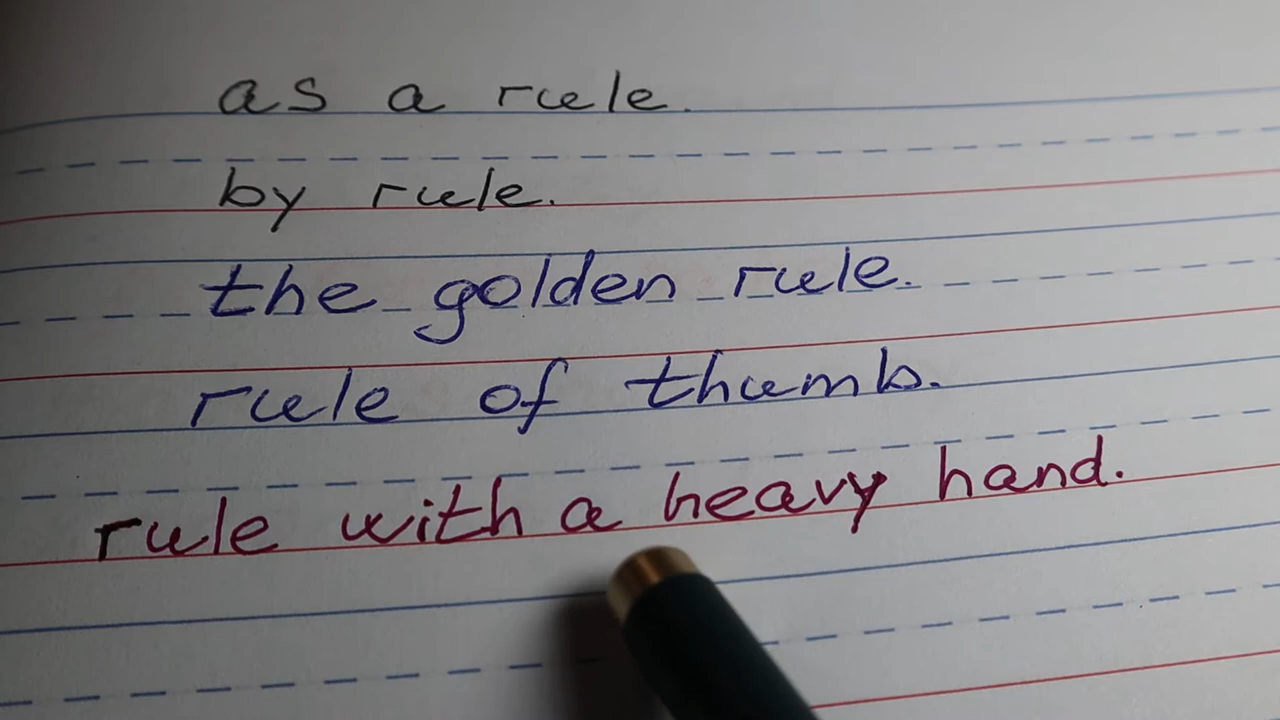 as a rule.
by rule.
the golden rule.
rule of thumb.
rule with a heavy hand.